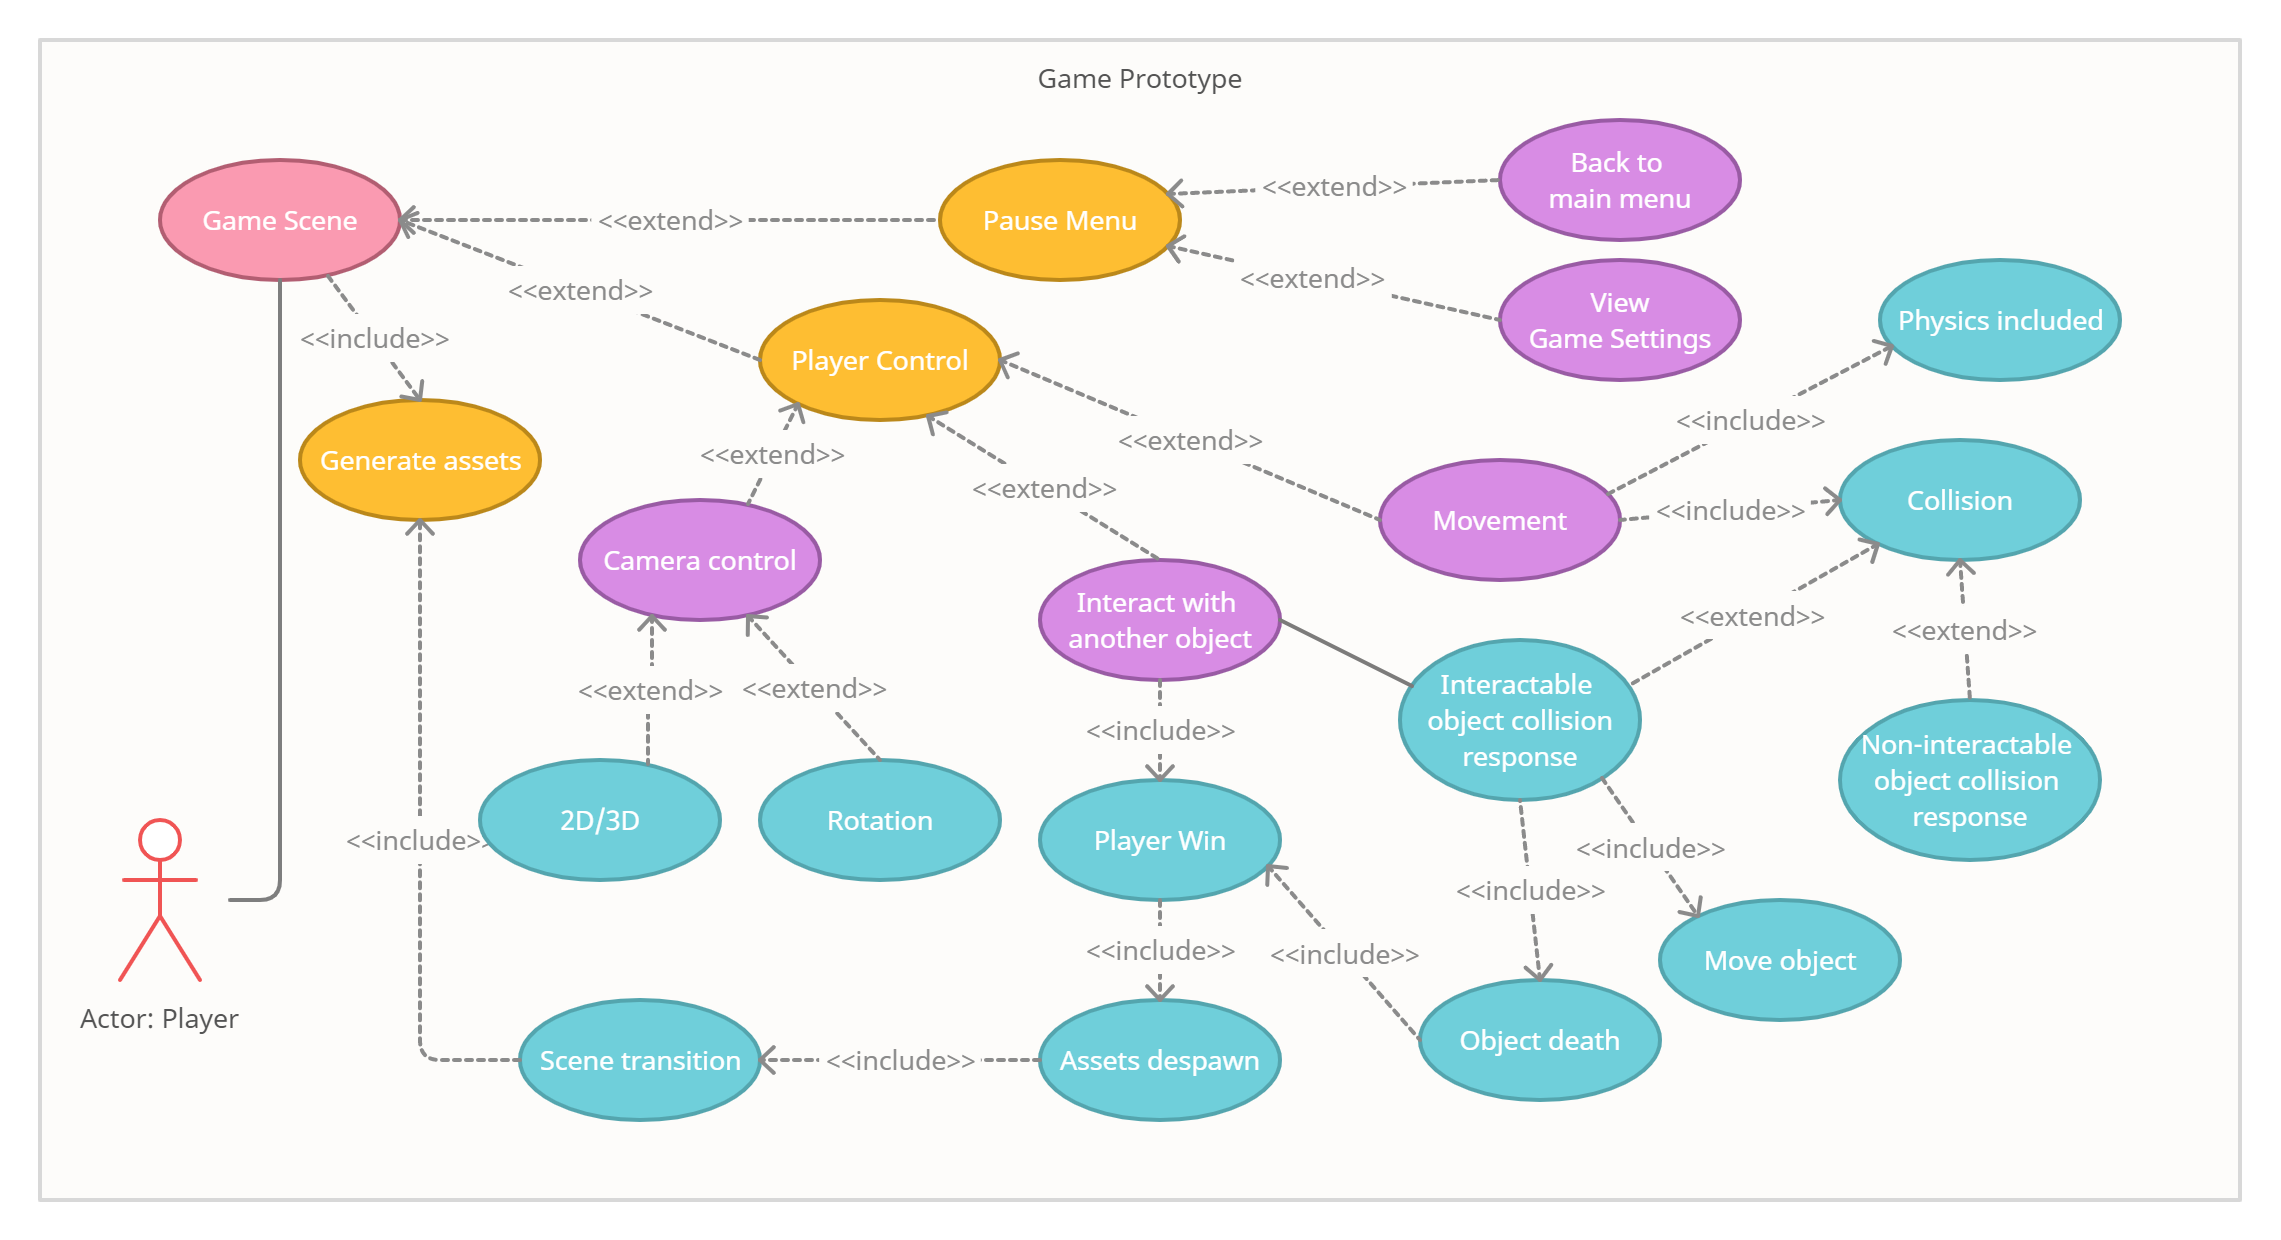 Game Prototype
Back to
main menu
<<extend>>
Game Scene
<<extend>>
Pause Menu
<<extend>>
<<extend>>
View
Game Settings
Physics included
<<include>>
Player Control
<<include>>
<<extend>>
<<extend>>
Generate assets
<<extend>>
Movement
<<include>>
Collision
Camera control
Interact with
another object
<<extend>>
<<extend>>
<<extend>>
<<extend>>
Interactable
object collision
response
<<include>>
Non-interactable
object collision
response
2D/3D
Rotation
Player Win
<<include>
<<include>>
<<include>>
<<include>>
<<include>>
Move object
Actor: Player
Scene transition
<<include>>
Assets despawn
Object death